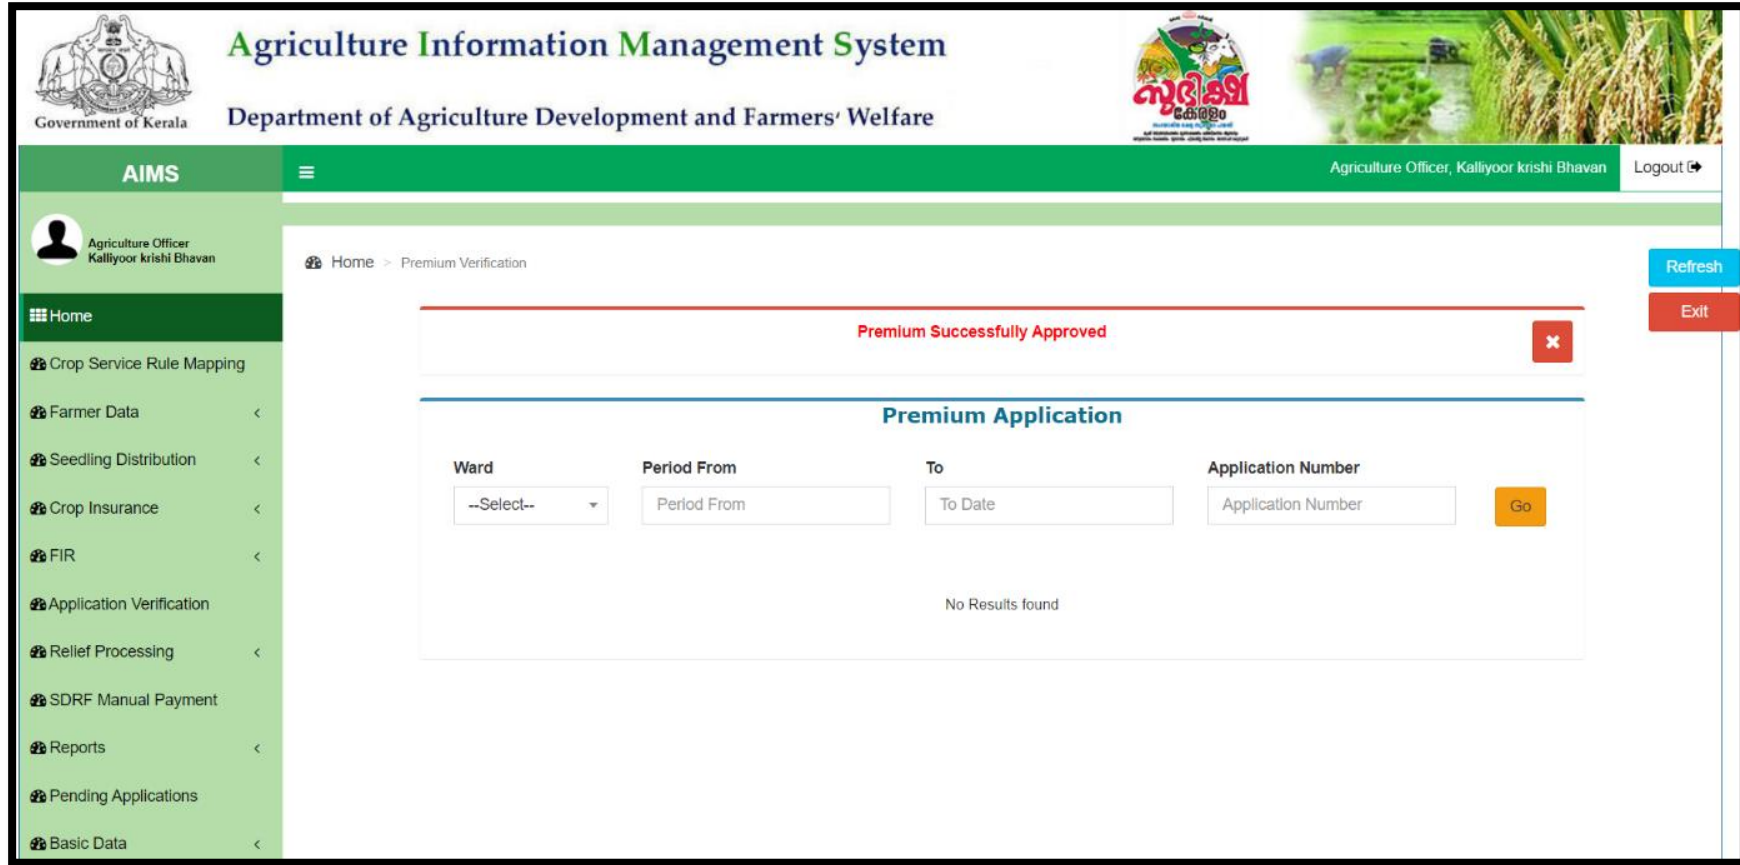 Agriculture Information Management System
Government of Kerala
Department of Agriculture Development and Farmers' Welfare
സുഭിക്ഷ
കേരളം
AIMS
Agriculture Officer, Kalliyoor krishi Bhavan
Logout
Agriculture Officer
Kalliyoor krishi Bhavan
Home > Premium Verification
Refresh
Exit
Home
Crop Service Rule Mapping
Farmer Data
Seedling Distribution
Crop Insurance
FIR
Application Verification
Relief Processing
SDRF Manual Payment
Reports
Pending Applications
Basic Data
Premium Successfully Approved
Premium Application
Ward
Period From
To
Application Number
--Select--
Period From
To Date
Application Number
Go
No Results found